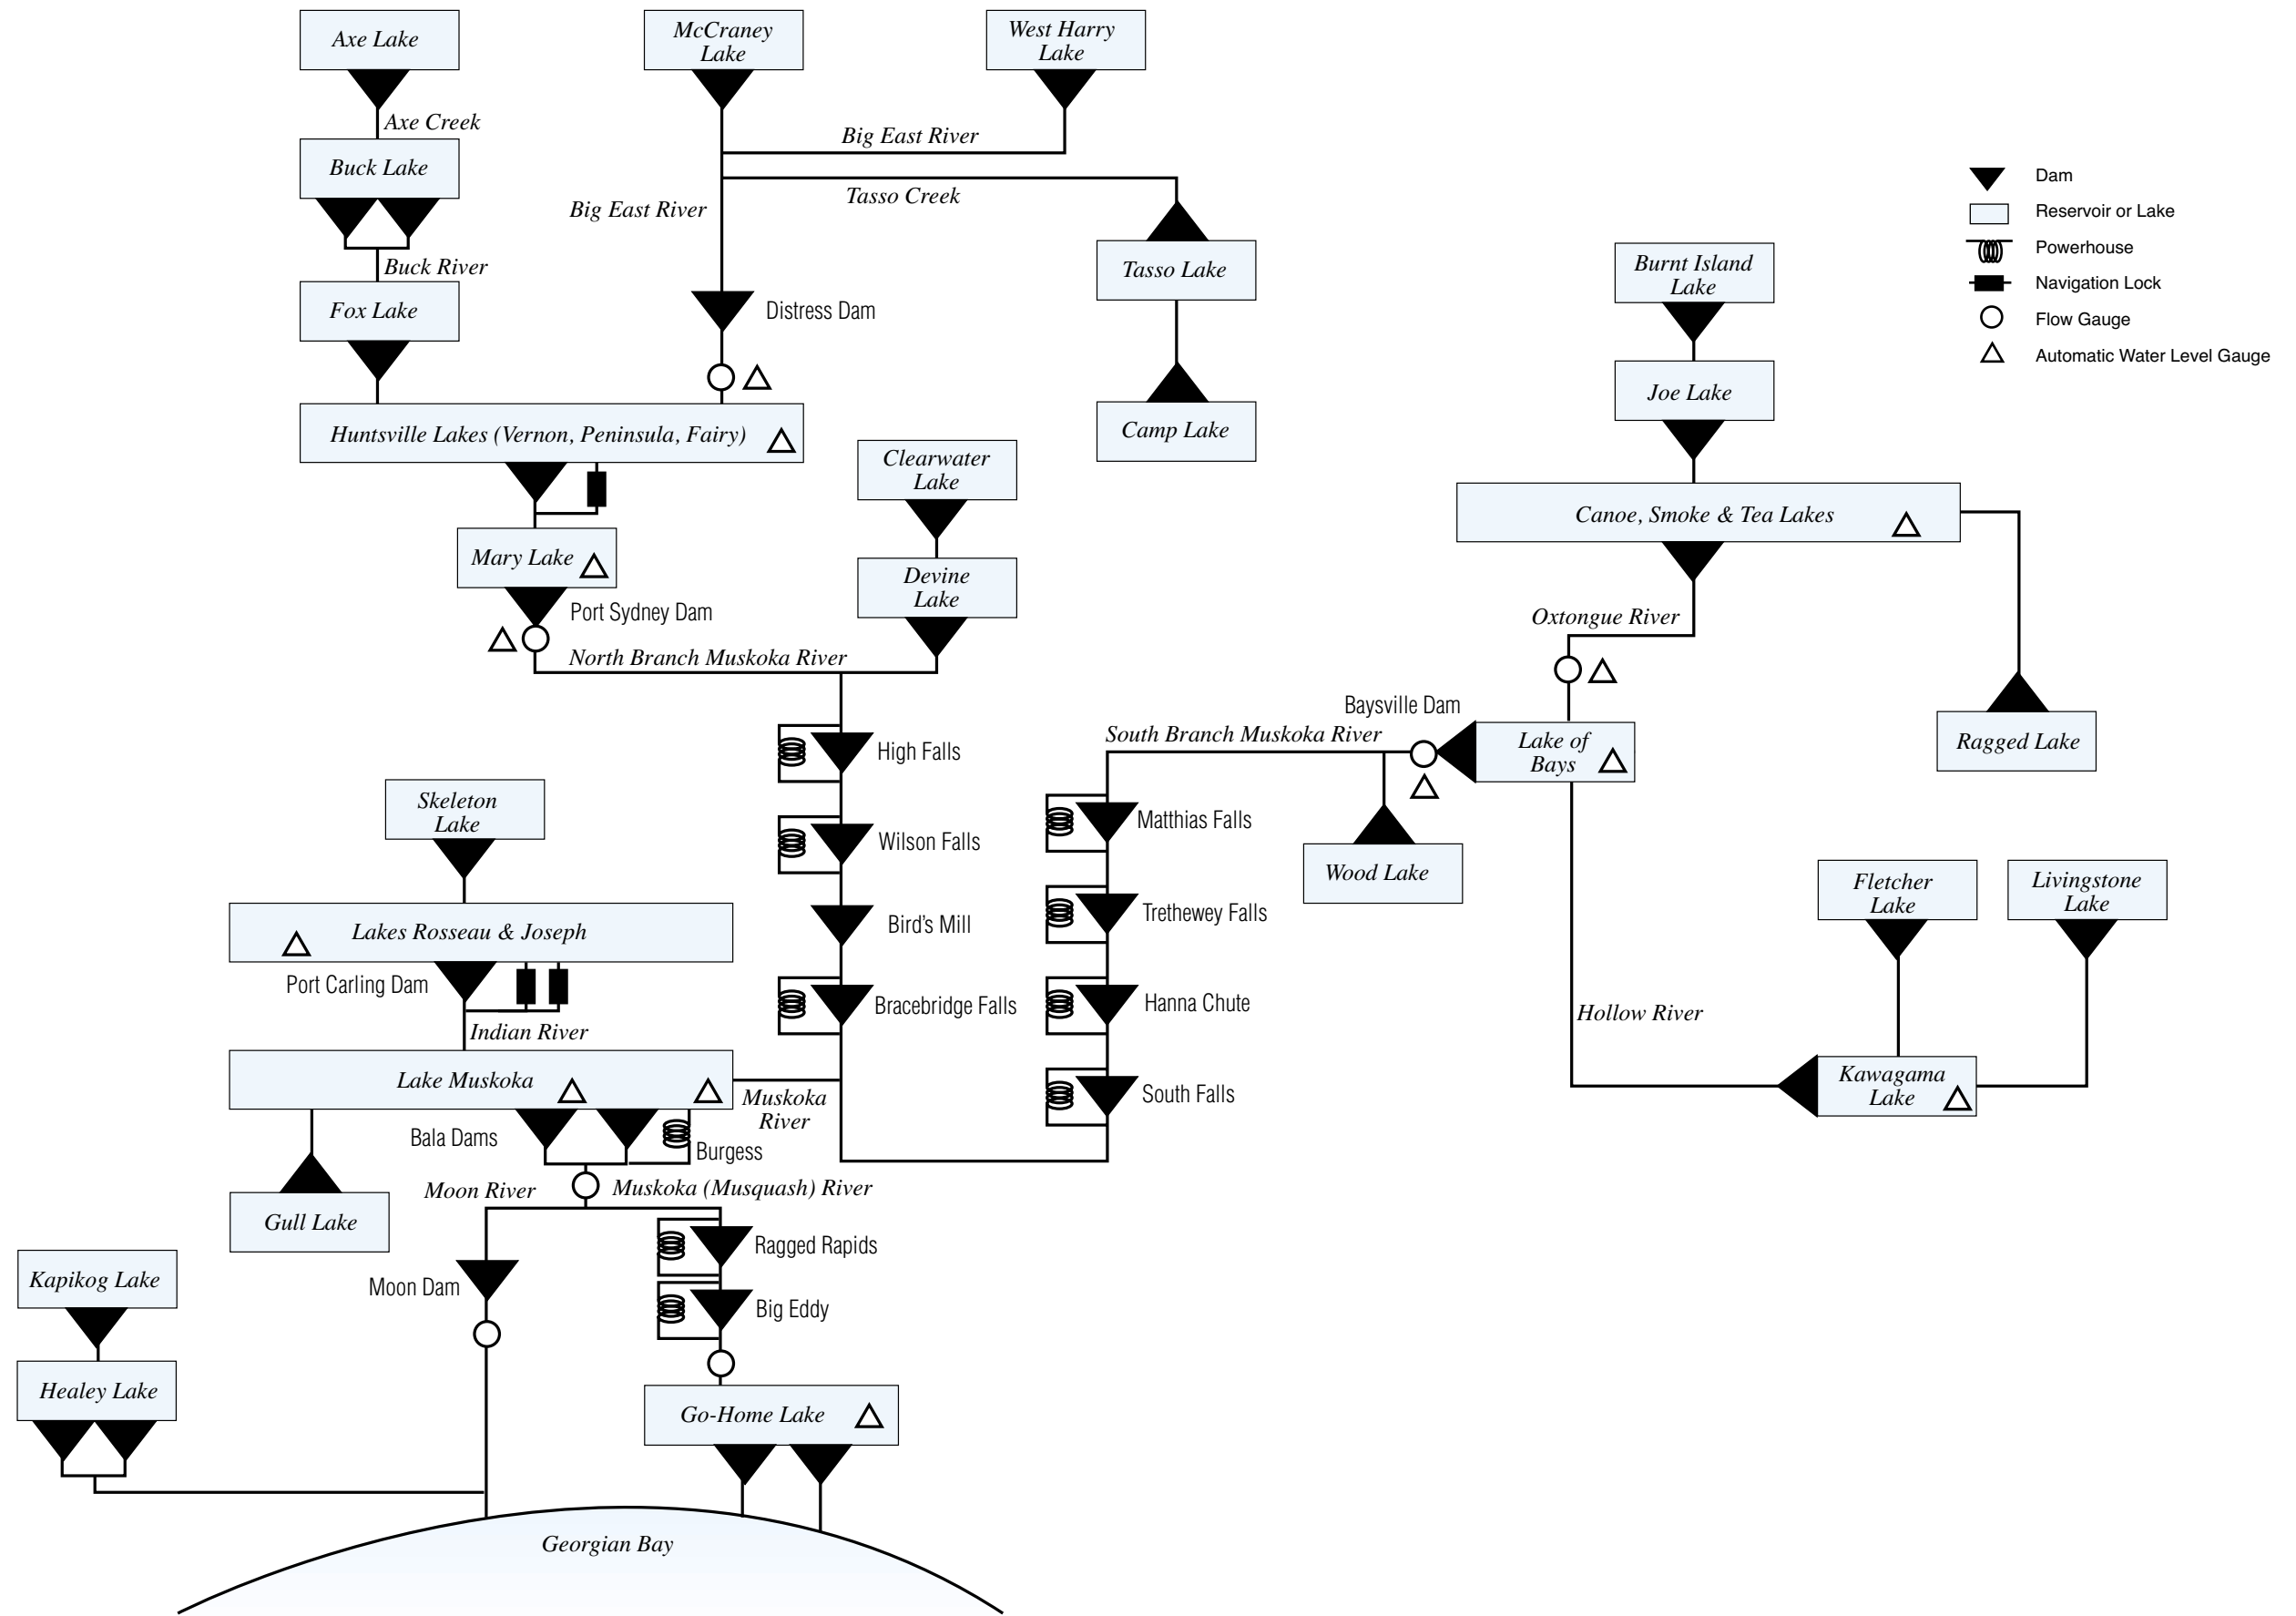 Axe Lake
McCraney
Lake
West Harry
Lake
Axe Creek
Big East River
Buck Lake
Dam
Big East River
Tasso Creek
Reservoir or Lake
Powerhouse
Buck River
Tasso Lake
Burnt Island
Lake
Navigation Lock
Fox Lake
Distress Dam
Flow Gauge
Automatic Water Level Gauge
Joe Lake
Huntsville Lakes (Vernon, Peninsula, Fairy)
Camp Lake
Clearwater
Lake
Canoe, Smoke & Tea Lakes
Mary Lake
Devine
Lake
Port Sydney Dam
Oxtongue River
North Branch Muskoka River
Baysville Dam
South Branch Muskoka River
Lake of
Bays
Ragged Lake
High Falls
Skeleton
Lake
Matthias Falls
Wilson Falls
Wood Lake
Fletcher
Lake
Livingstone
Lake
Trethewey Falls
Bird's Mill
Lakes Rosseau & Joseph
Port Carling Dam
Bracebridge Falls
Hanna Chute
Hollow River
Indian River
Lake Muskoka
Kawagama
Lake
Muskoka
River
South Falls
Bala Dams
Burgess
Moon River
Muskoka (Musquash) River
Gull Lake
Ragged Rapids
Kapikog Lake
Moon Dam
Big Eddy
Healey Lake
Go-Home Lake
Georgian Bay